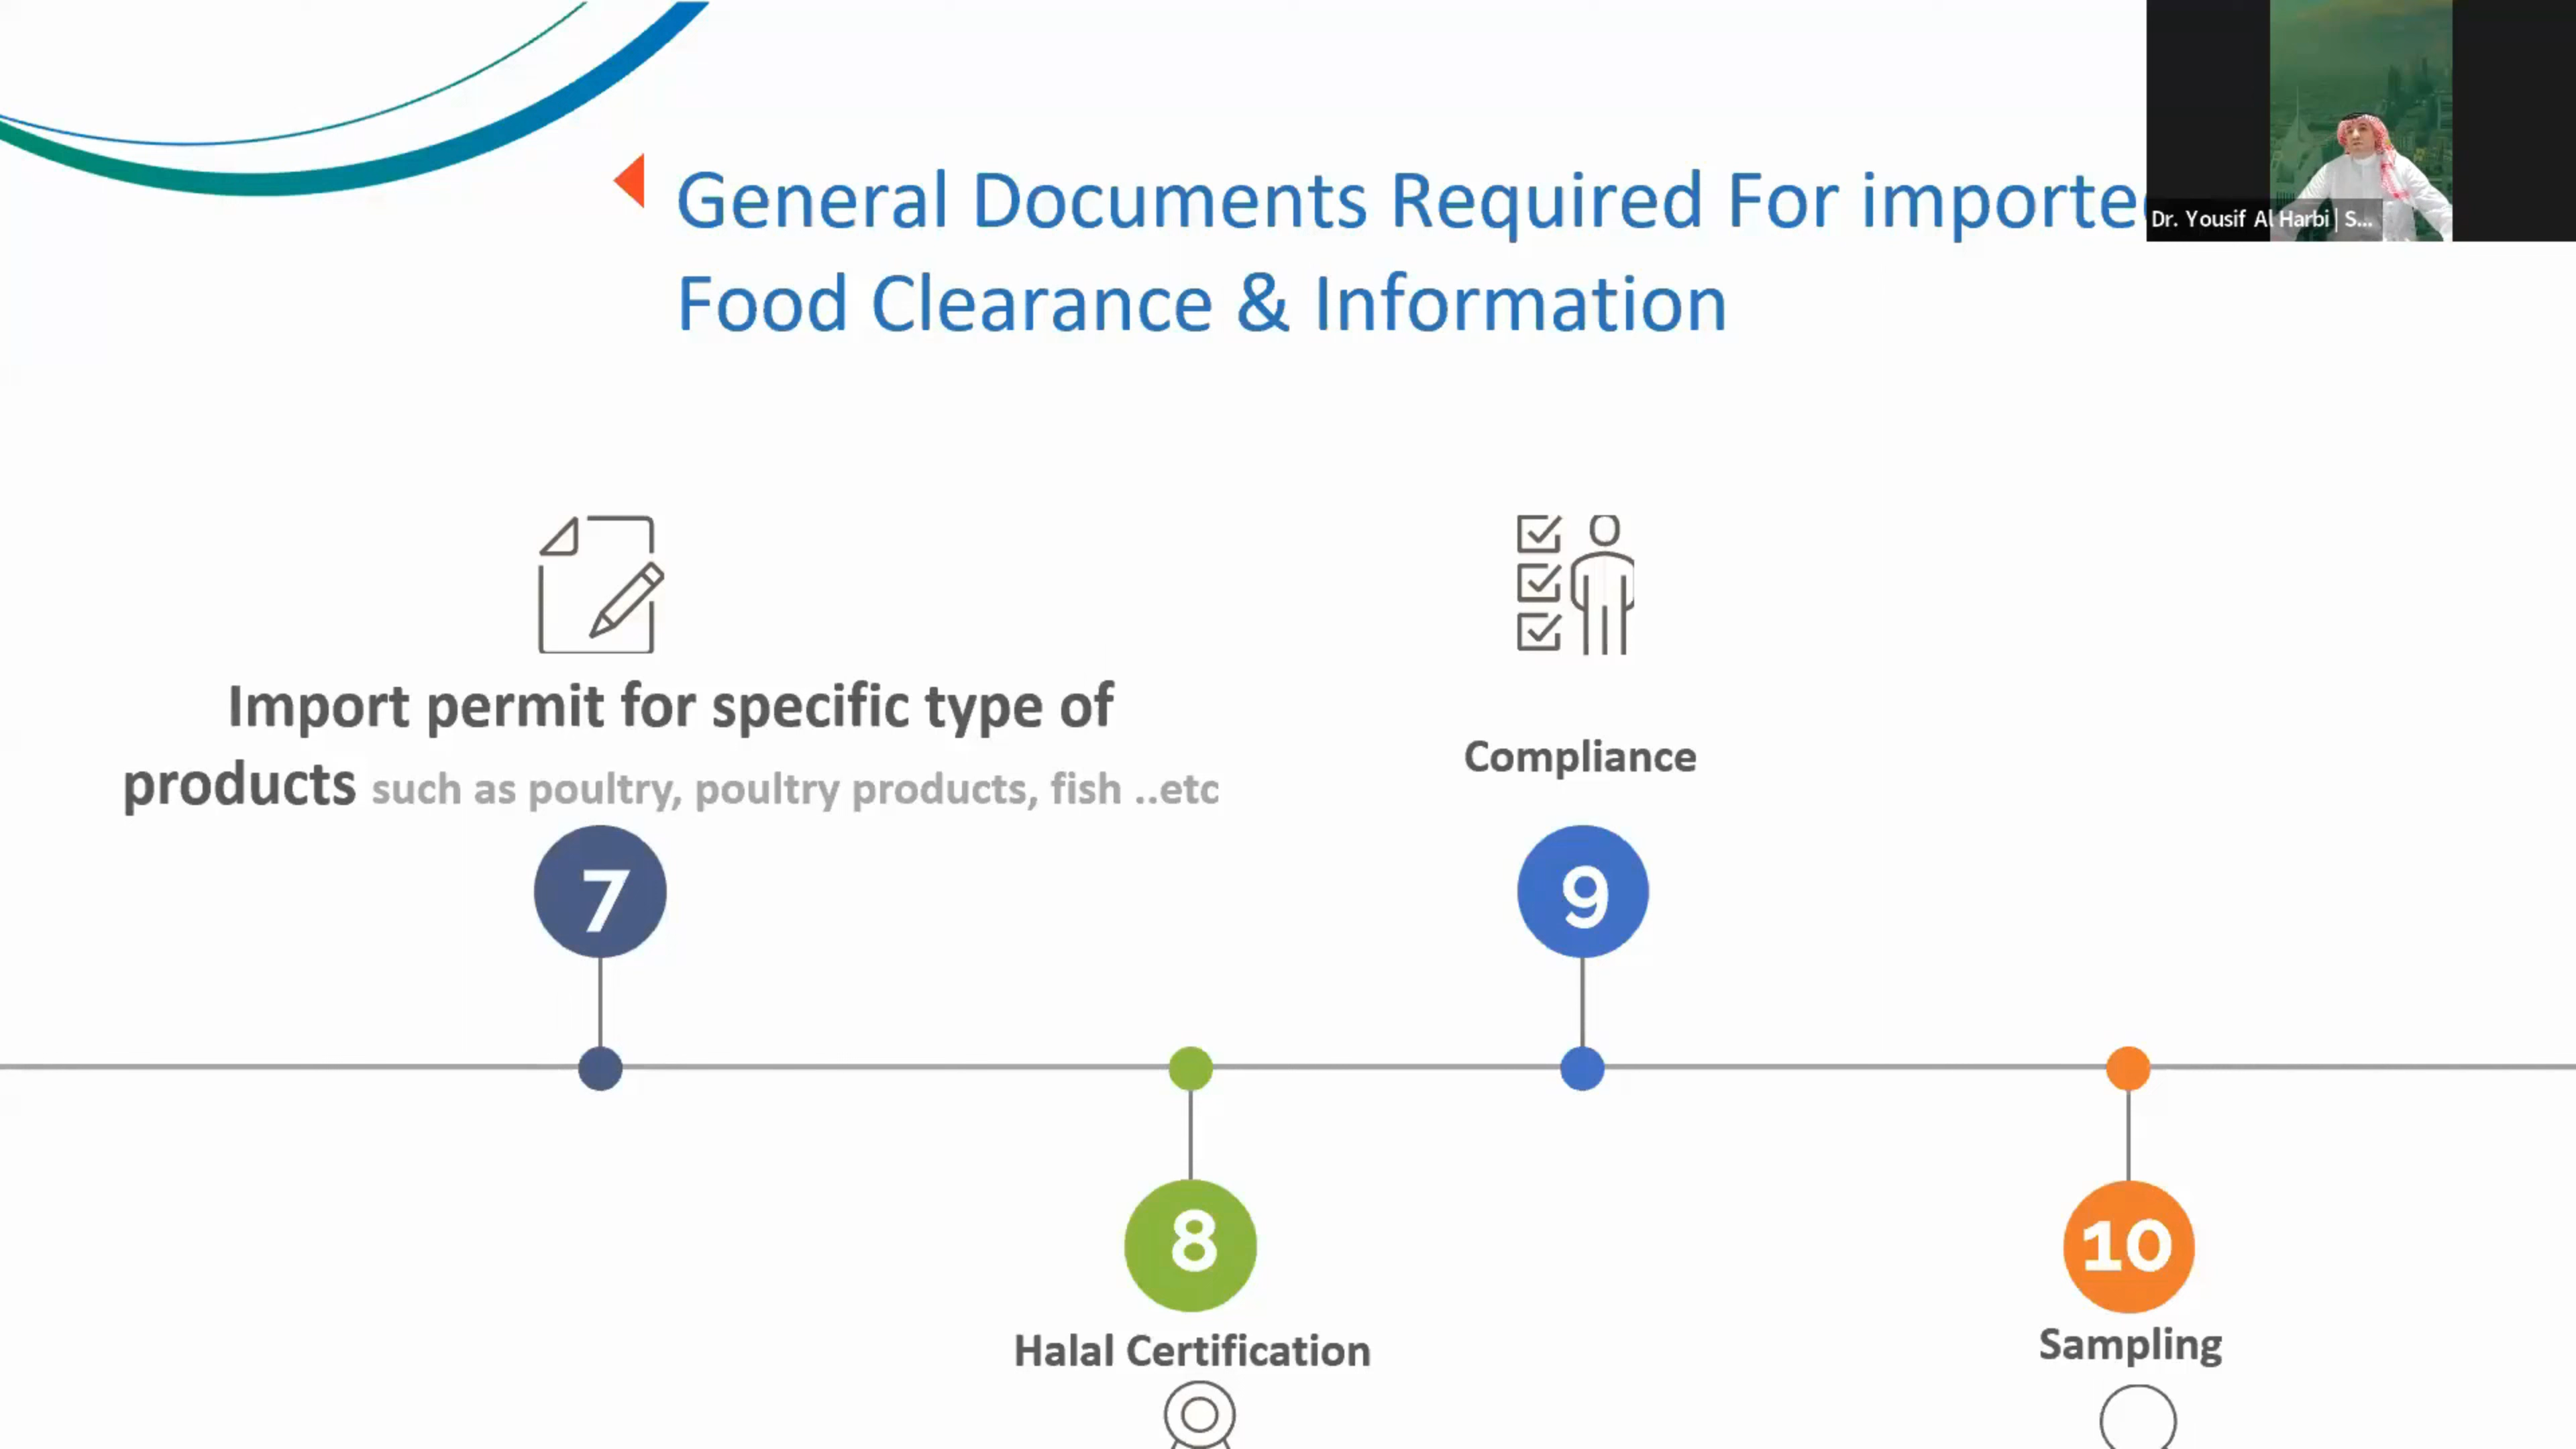 General Documents Required For importe
Dr. Yousif Al Harbi | S...
Food Clearance & Information
Import permit for specific type of
products such as poultry, poultry products, fish ..etc
Compliance
7
9
8
10
Halal Certification
Sampling